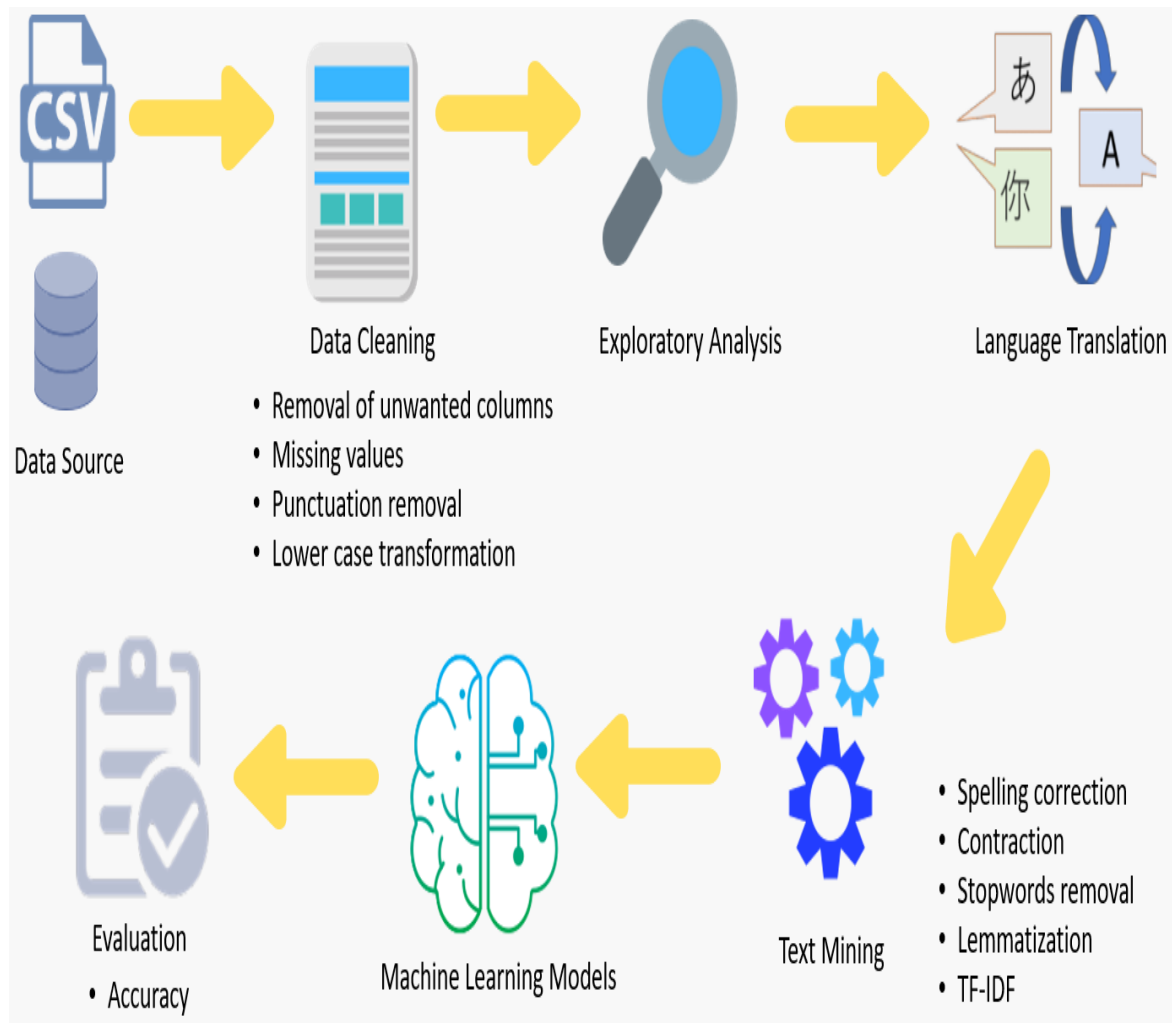 CSV
Data Source
Data Cleaning
• Removal of unwanted columns
• Missing values
• Punctuation removal
• Lower case transformation
Exploratory Analysis
あ
你
A
Language Translation
Text Mining
• Spelling correction
• Contraction
• Stopwords removal
• Lemmatization
• TF-IDF
Machine Learning Models
Evaluation
• Accuracy